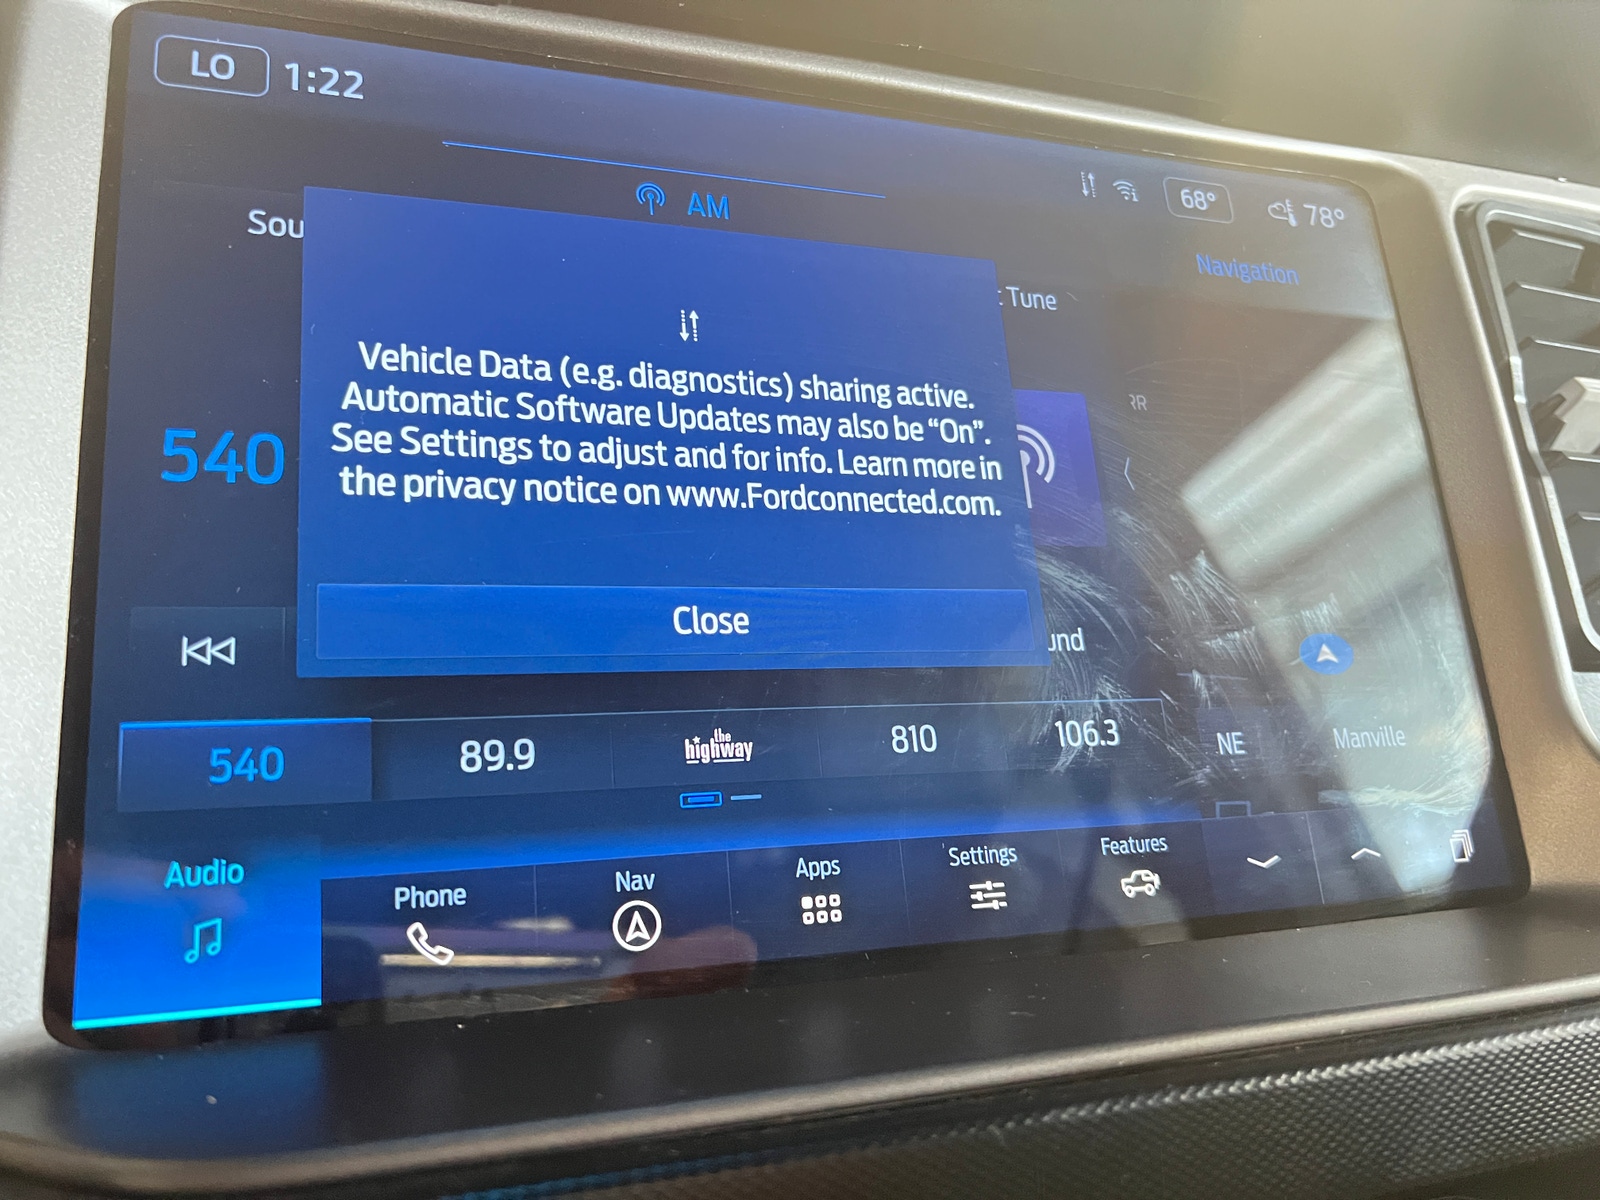 LO 1:22
68° 78°
AM
Sou
Navigation
Tune
Vehicle Data (e.g. diagnostics) sharing active.
Automatic Software Updates may also be “On”.
See Settings to adjust and for info. Learn more in
the privacy notice on www.Fordconnected.com.
540
RR
Close
und
540 89.9 the highway 810 106.3
NE Manville
Audio Phone Nav Apps Settings Features